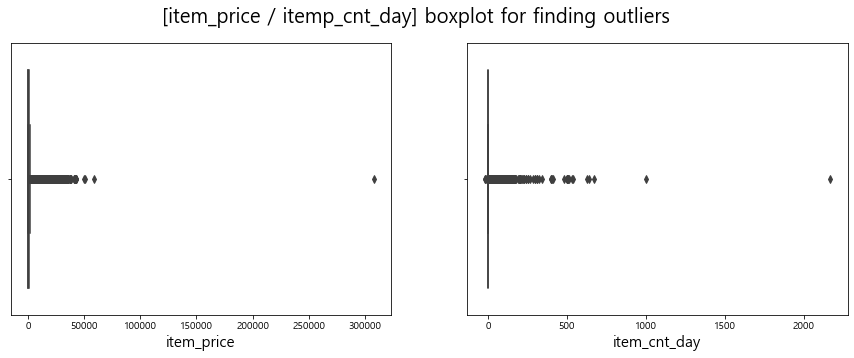 [item_price / itemp_cnt_day] boxplot for finding outliers
0 50000 100000 150000 200000 250000 300000
item_price
0 500 1000 1500 2000
item_cnt_day